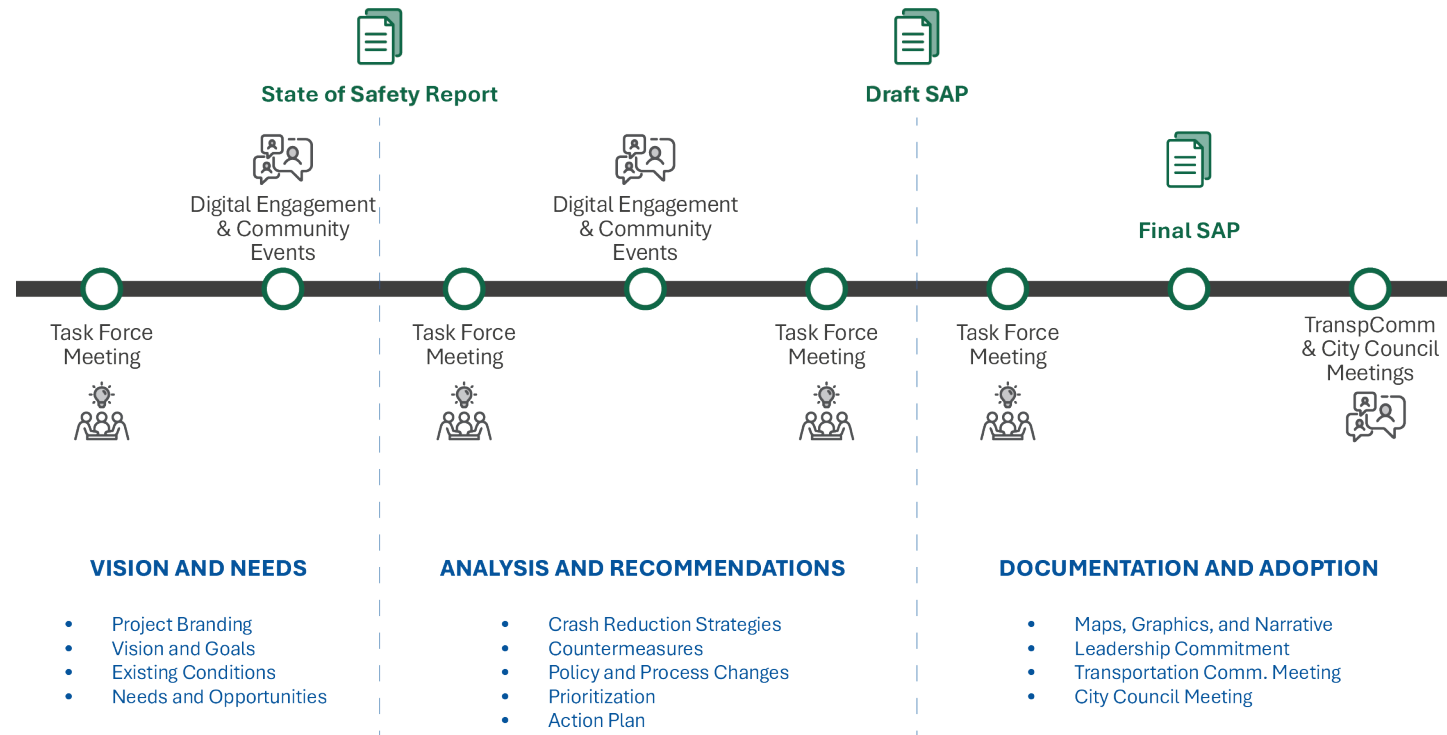 State of Safety Report
Draft SAP
Final SAP
Digital Engagement
& Community
Events
Digital Engagement
& Community
Events
Task Force
Meeting
Task Force
Meeting
Task Force
Meeting
Task Force
Meeting
TranspComm
& City Council
Meetings
VISION AND NEEDS
• Project Branding
• Vision and Goals
• Existing Conditions
• Needs and Opportunities
ANALYSIS AND RECOMMENDATIONS
• Crash Reduction Strategies
• Countermeasures
• Policy and Process Changes
• Prioritization
• Action Plan
DOCUMENTATION AND ADOPTION
• Maps, Graphics, and Narrative
• Leadership Commitment
• Transportation Comm. Meeting
• City Council Meeting